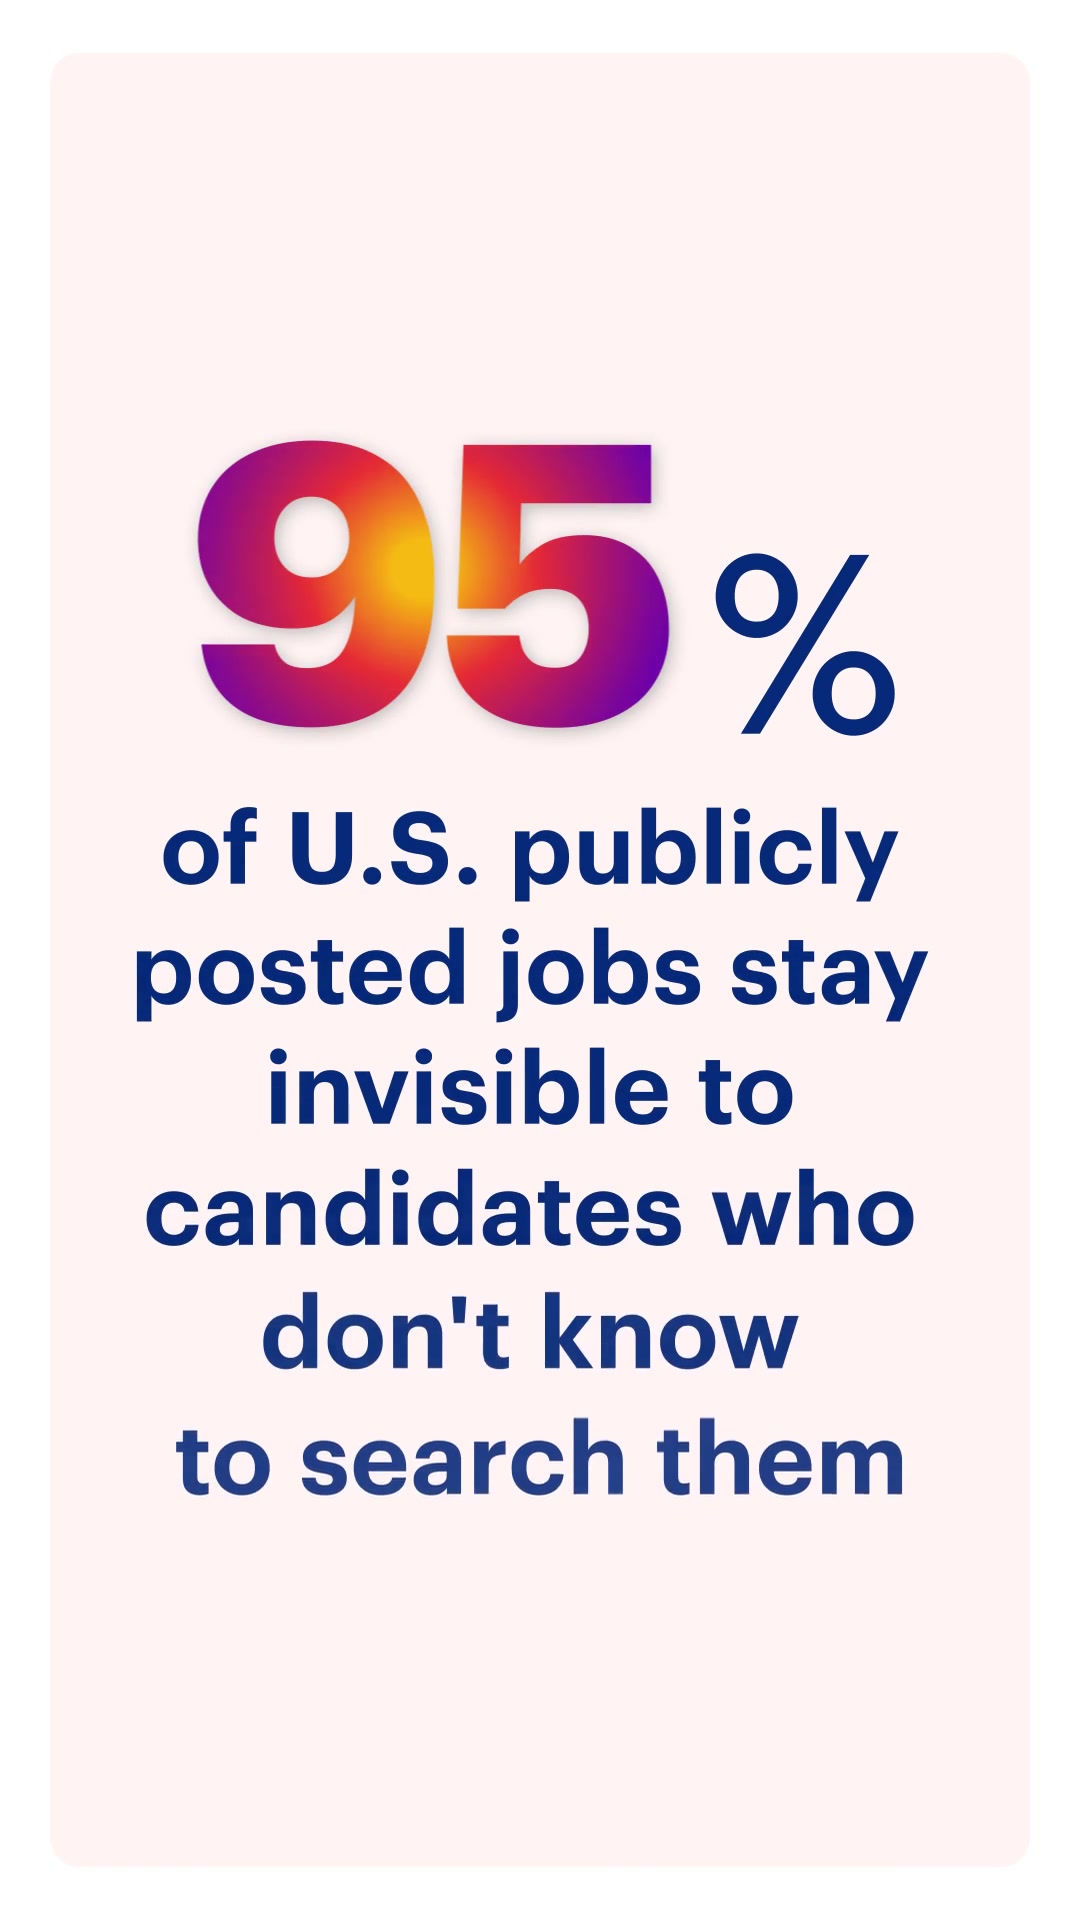 95 %
of U.S. publicly
posted jobs stay
invisible to
candidates who
don't know
to search them